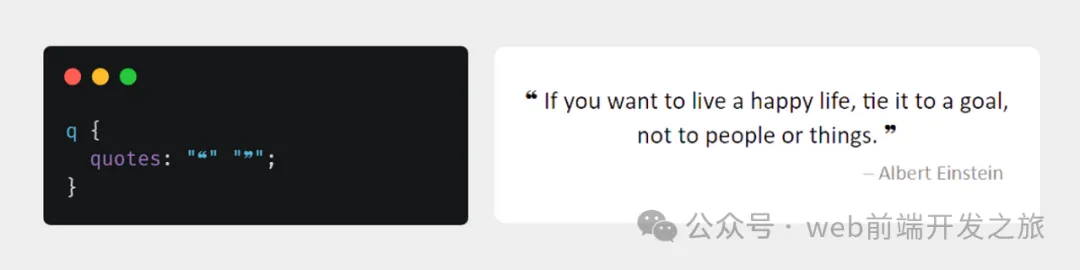 q {
  quotes: "❝" "❞";
}
❝ If you want to live a happy life, tie it to a goal,
not to people or things. ❞
– Albert Einstein
公众号 · web前端开发之旅